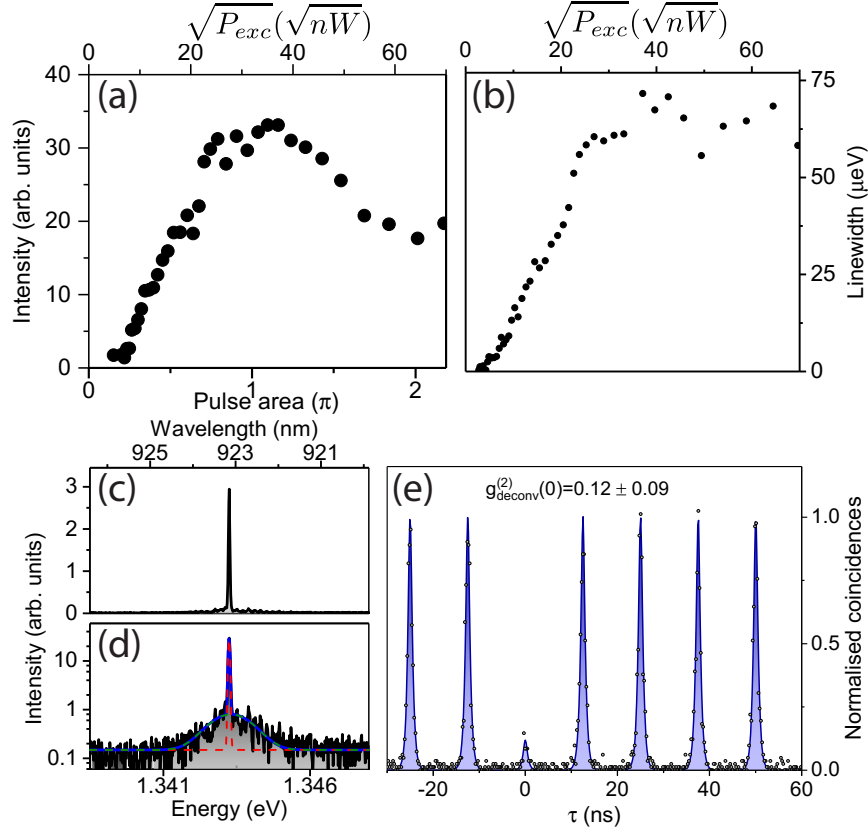 √P_exc(√nW)
√P_exc(√nW)
0 20 40 60
0 20 40 60
(a)
(b)
40
30
20
10
0
Intensity (arb. units)
75
50
25
0
Linewidth (μeV)
0 1 2
Pulse area (π)
Wavelength (nm)
925 923 921
(c)
3
2
1
0
Intensity (arb. units)
(d)
10
1
0.1
Intensity (arb. units)
1.341 1.346
Energy (eV)
(e)
g^(2)_deconv(0)=0.12 ± 0.09
1.0
0.5
0.0
Normalised coincidences
-20 0 20 40 60
τ (ns)